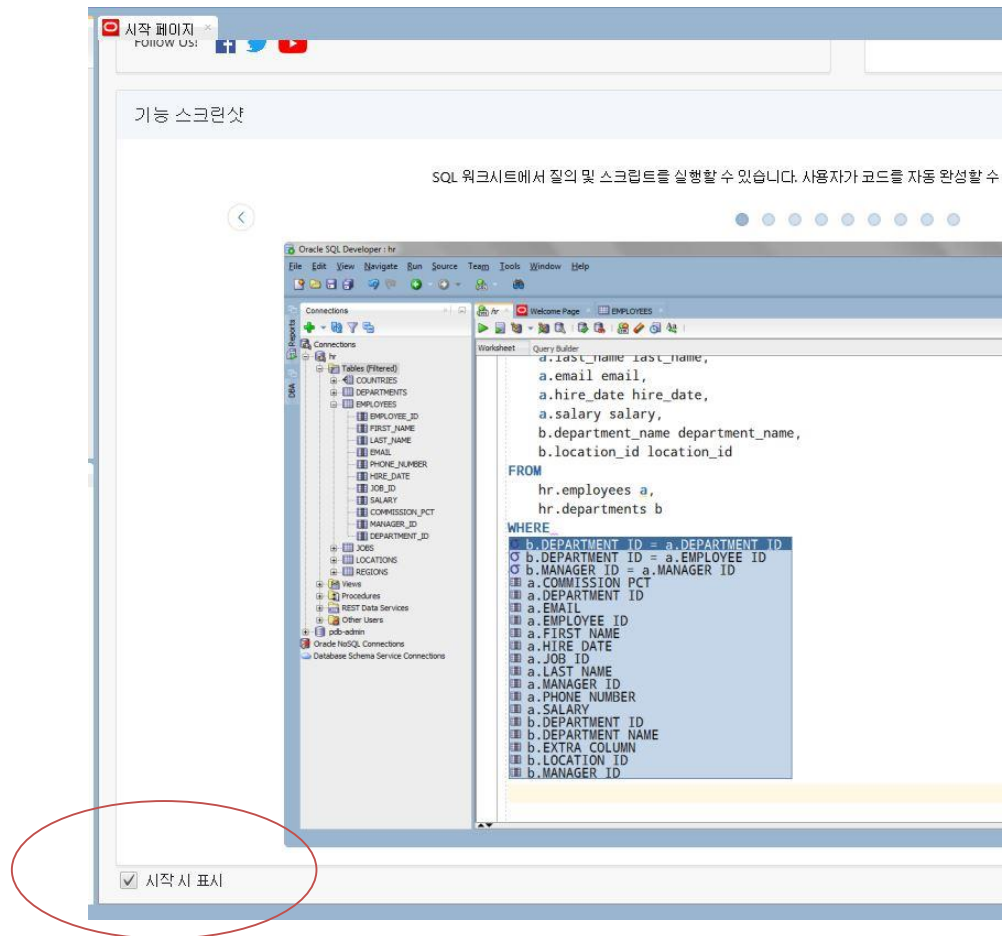 시작 페이지
Follow Us!
기능 스크린샷
SQL 워크시트에서 질의 및 스크립트를 실행할 수 있습니다. 사용자가 코드를 자동 완성할 수
Oracle SQL Developer : hr
File Edit View Navigate Run Source Team Tools Window Help
Connections
hr
Welcome Page
EMPLOYEES
Reports
DBA
Connections
hr
Tables (Filtered)
COUNTRIES
DEPARTMENTS
EMPLOYEES
EMPLOYEE_ID
FIRST_NAME
LAST_NAME
EMAIL
PHONE_NUMBER
HIRE_DATE
JOB_ID
SALARY
COMMISSION_PCT
MANAGER_ID
DEPARTMENT_ID
JOBS
LOCATIONS
REGIONS
Views
Procedures
REST Data Services
Other Users
pdb-admin
Oracle NoSQL Connections
Database Schema Service Connections
Worksheet Query Builder
a.last_name last_name,
a.email email,
a.hire_date hire_date,
a.salary salary,
b.department_name department_name,
b.location_id location_id
FROM
hr.employees a,
hr.departments b
WHERE
b.DEPARTMENT_ID = a.DEPARTMENT_ID
b.DEPARTMENT_ID = a.EMPLOYEE_ID
b.MANAGER_ID = a.MANAGER_ID
a.COMMISSION_PCT
a.DEPARTMENT_ID
a.EMAIL
a.EMPLOYEE_ID
a.FIRST_NAME
a.HIRE_DATE
a.JOB_ID
a.LAST_NAME
a.MANAGER_ID
a.PHONE_NUMBER
a.SALARY
b.DEPARTMENT_ID
b.DEPARTMENT_NAME
b.EXTRA_COLUMN
b.LOCATION_ID
b.MANAGER_ID
시작 시 표시